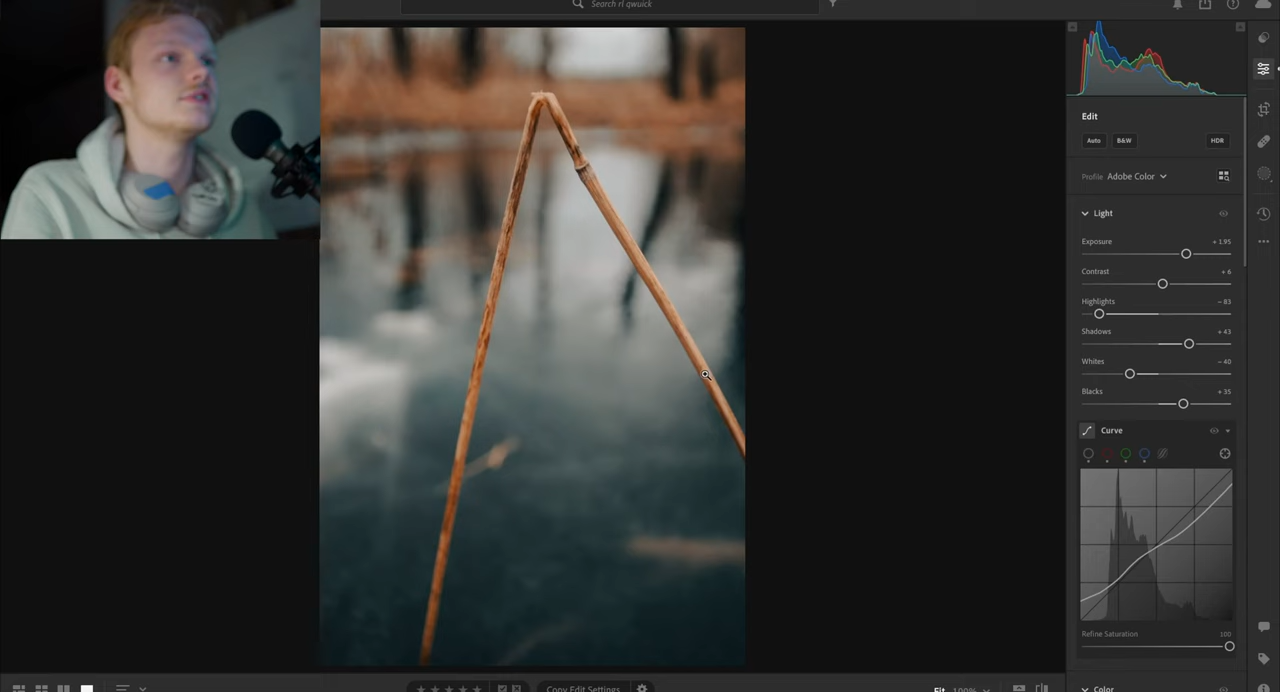 Search rl qwuick
Edit
Auto B&W HDR
Profile Adobe Color
Light
Exposure + 1.95
Contrast + 6
Highlights – 83
Shadows + 43
Whites – 40
Blacks + 35
Curve
Refine Saturation 100
Copy Edit Settings Fit 100%
Color